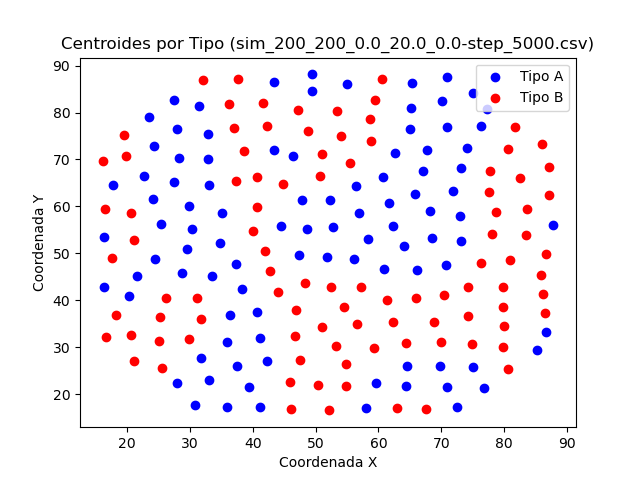 Centroides por Tipo (sim_200_200_0.0_20.0_0.0-step_5000.csv)
Tipo A
Tipo B
90
80
70
60
50
40
30
20
Coordenada Y
20 30 40 50 60 70 80 90
Coordenada X